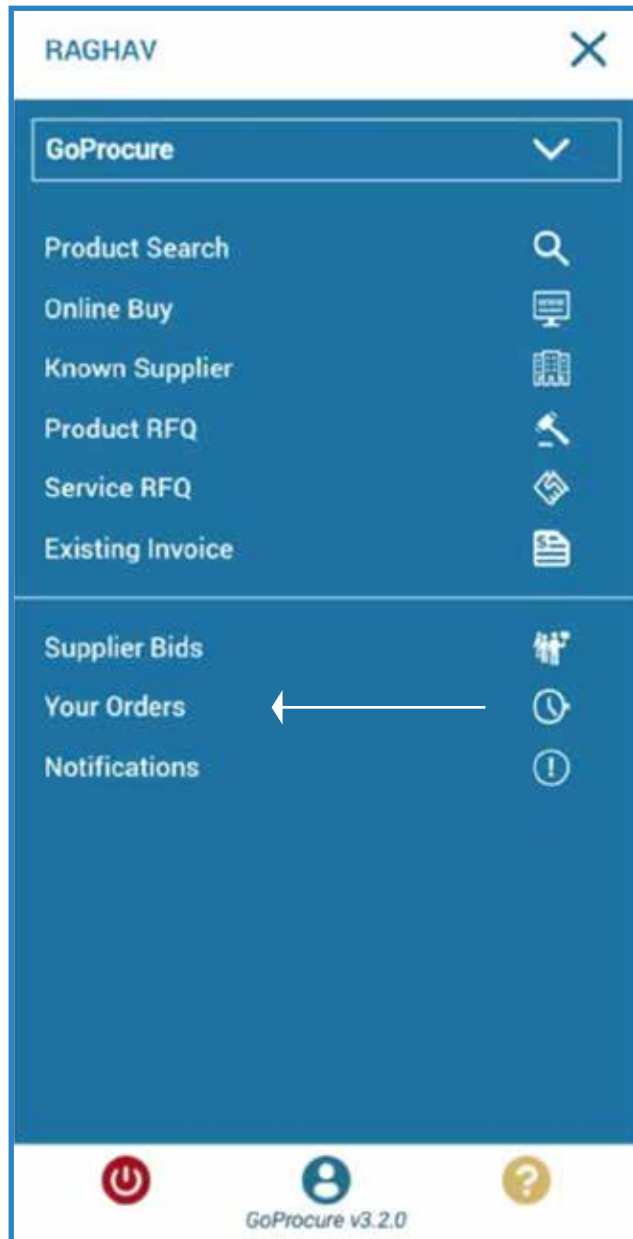 RAGHAV
GoProcure
Product Search
Online Buy
Known Supplier
Product RFQ
Service RFQ
Existing Invoice
Supplier Bids
Your Orders
Notifications
GoProcure v3.2.0